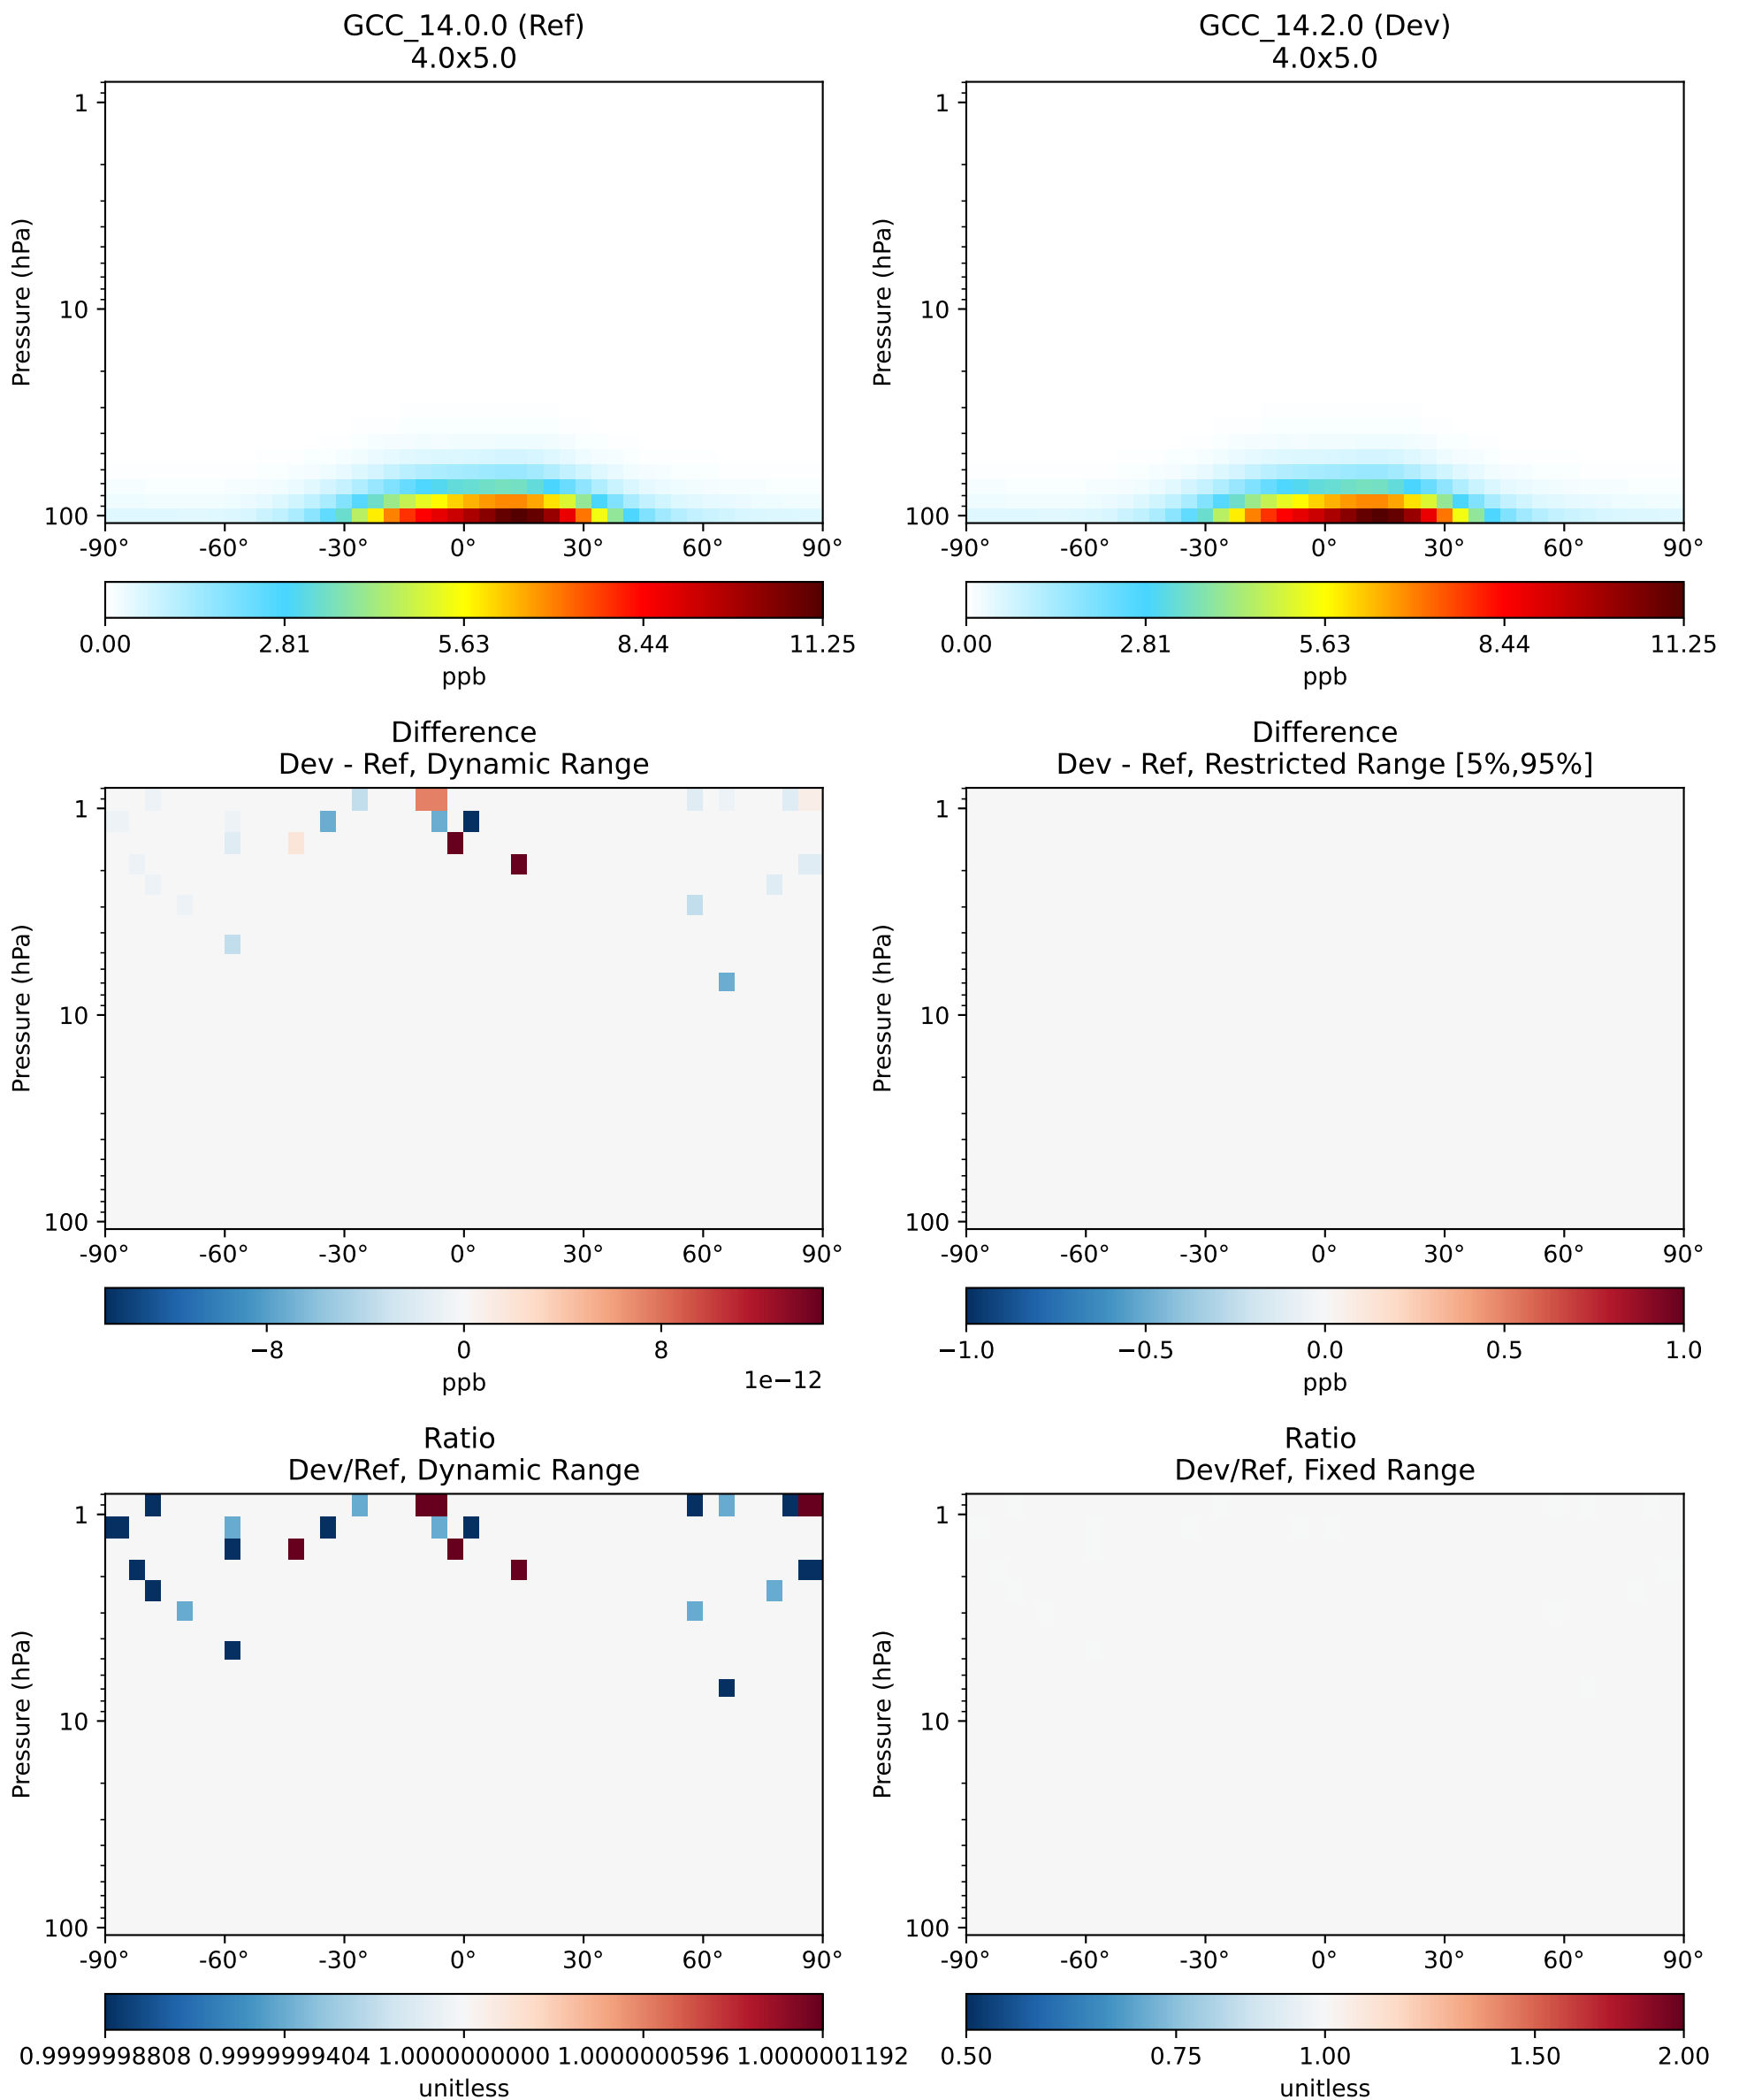 GCC_14.0.0 (Ref)
4.0x5.0
Pressure (hPa)
1
10
100
-90° -60° -30° 0° 30° 60° 90°
0.00 2.81 5.63 8.44 11.25
ppb
GCC_14.2.0 (Dev)
4.0x5.0
Pressure (hPa)
1
10
100
-90° -60° -30° 0° 30° 60° 90°
0.00 2.81 5.63 8.44 11.25
ppb
Difference
Dev - Ref, Dynamic Range
Pressure (hPa)
1
10
100
-90° -60° -30° 0° 30° 60° 90°
−8 0 8
ppb
1e−12
Difference
Dev - Ref, Restricted Range [5%,95%]
Pressure (hPa)
1
10
100
-90° -60° -30° 0° 30° 60° 90°
−1.0 −0.5 0.0 0.5 1.0
ppb
Ratio
Dev/Ref, Dynamic Range
Pressure (hPa)
1
10
100
-90° -60° -30° 0° 30° 60° 90°
0.9999998808 0.9999999404 1.0000000000 1.0000000596 1.0000001192
unitless
Ratio
Dev/Ref, Fixed Range
Pressure (hPa)
1
10
100
-90° -60° -30° 0° 30° 60° 90°
0.50 0.75 1.00 1.50 2.00
unitless